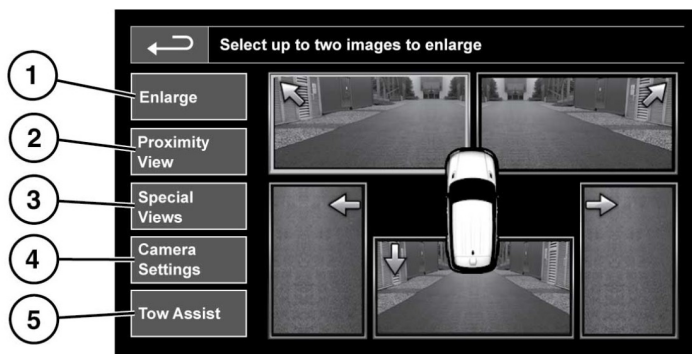 Select up to two images to enlarge
1
Enlarge
2
Proximity
View
3
Special
Views
4
Camera
Settings
5
Tow Assist